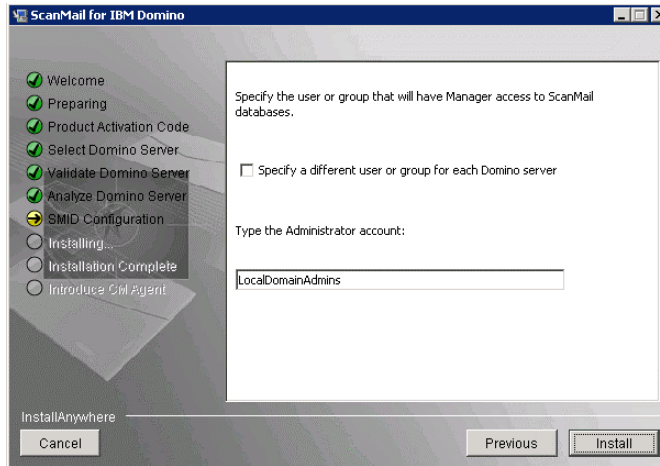 ScanMail for IBM Domino
Welcome
Preparing
Product Activation Code
Select Domino Server
Validate Domino Server
Analyze Domino Server
SMID Configuration
Installing...
Installation Complete
Introduce CM Agent
Specify the user or group that will have Manager access to ScanMail
databases.
Specify a different user or group for each Domino server
Type the Administrator account:
LocalDomainAdmins
InstallAnywhere
Cancel
Previous
Install